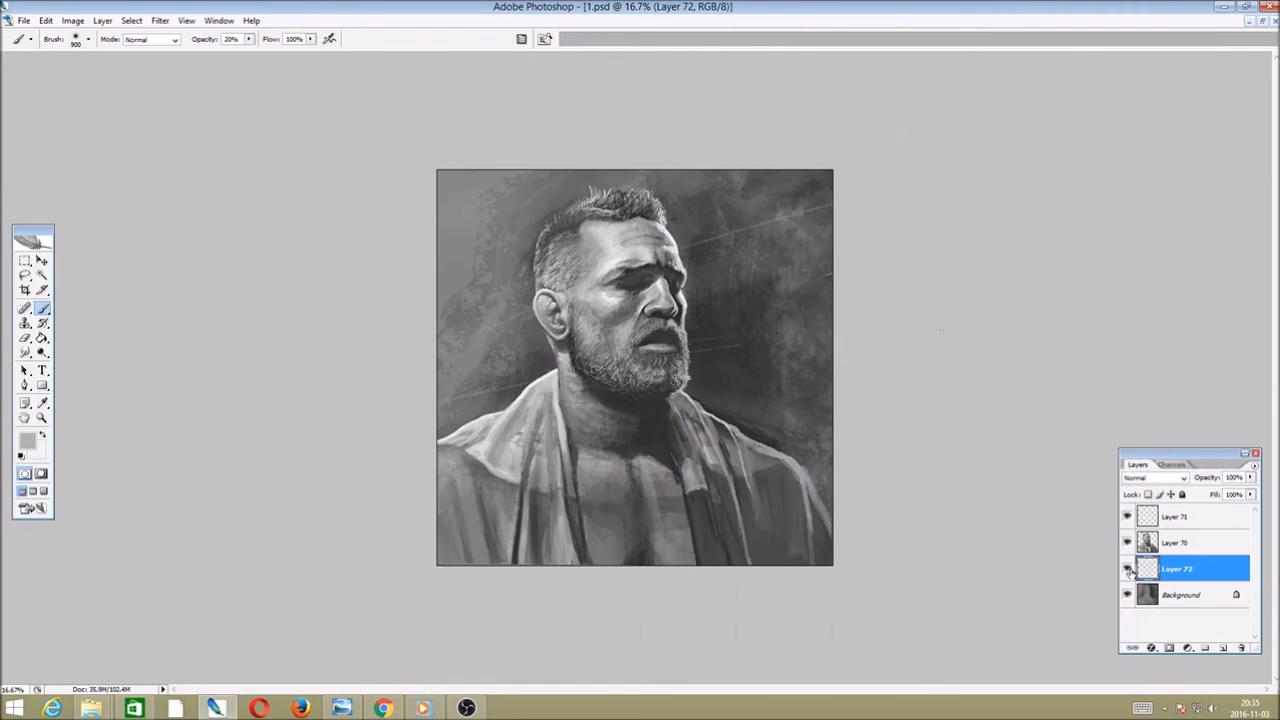 Adobe Photoshop - [1.psd @ 16.7% (Layer 72, RGB/8)]
File Edit Image Layer Select Filter View Window Help
Brush: 900 Mode: Normal Opacity: 20% Flow: 100%
Layers Channels
Normal Opacity: 100%
Lock: Fill: 100%
Layer 71
Layer 70
Layer 72
Background
16.67% Doc: 35.9M/102.4M
20:35
2016-11-03